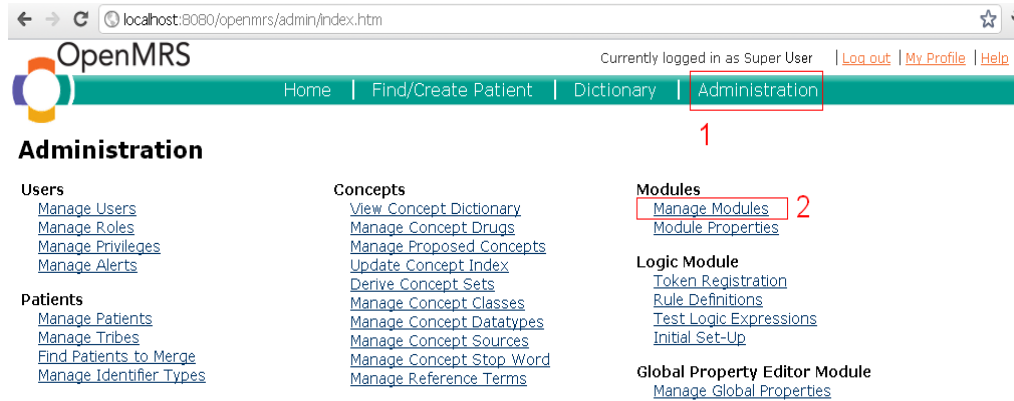 localhost:8080/openmrs/admin/index.htm
OpenMRS
Currently logged in as Super User | Log out | My Profile | Help
Home | Find/Create Patient | Dictionary | Administration
1
Administration
Users
Manage Users
Manage Roles
Manage Privileges
Manage Alerts
Patients
Manage Patients
Manage Tribes
Find Patients to Merge
Manage Identifier Types
Concepts
View Concept Dictionary
Manage Concept Drugs
Manage Proposed Concepts
Update Concept Index
Derive Concept Sets
Manage Concept Classes
Manage Concept Datatypes
Manage Concept Sources
Manage Concept Stop Word
Manage Reference Terms
Modules
Manage Modules 2
Module Properties
Logic Module
Token Registration
Rule Definitions
Test Logic Expressions
Initial Set-Up
Global Property Editor Module
Manage Global Properties